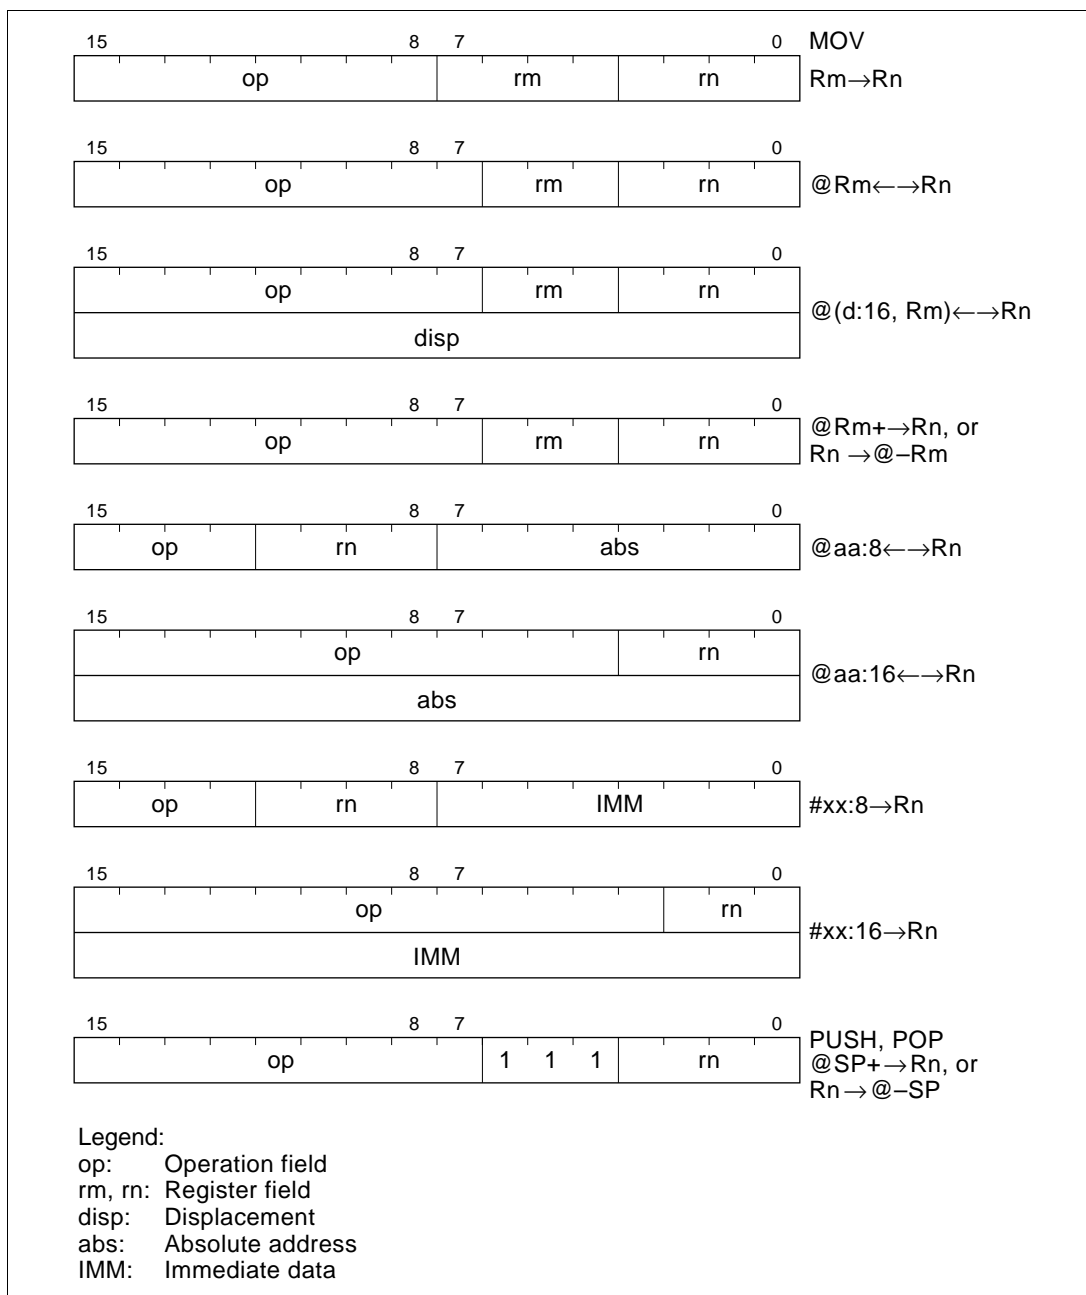 15 8 7 0 MOV
op rm rn Rm→Rn
15 8 7 0
op rm rn @Rm←→Rn
15 8 7 0
op rm rn
@(d:16, Rm)←→Rn
disp
15 8 7 0
@Rm+→Rn, or
op rm rn
Rn →@–Rm
15 8 7 0
op rn abs @aa:8←→Rn
15 8 7 0
op rn
@aa:16←→Rn
abs
15 8 7 0
op rn IMM #xx:8→Rn
15 8 7 0
op rn
#xx:16→Rn
IMM
15 8 7 0
PUSH, POP
op 1 1 1 rn @SP+→Rn, or
Rn→@–SP
Legend:
op: Operation field
rm, rn: Register field
disp: Displacement
abs: Absolute address
IMM: Immediate data